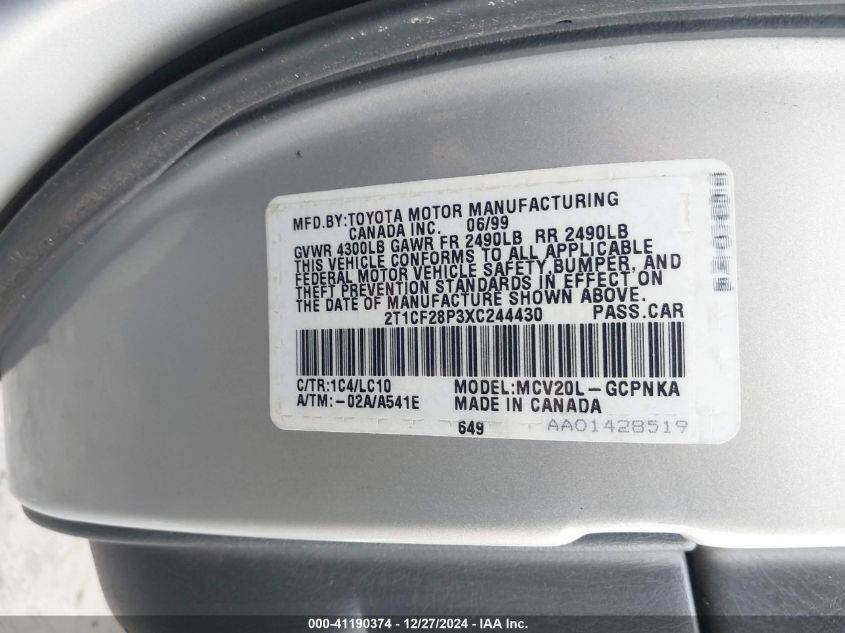 MFD.BY:TOYOTA MOTOR MANUFACTURING
CANADA INC. 06/99
GVWR 4300LB GAWR FR 2490LB RR 2490LB
THIS VEHICLE CONFORMS TO ALL APPLICABLE
FEDERAL MOTOR VEHICLE SAFETY,BUMPER, AND
THEFT PREVENTION STANDARDS IN EFFECT ON
THE DATE OF MANUFACTURE SHOWN ABOVE.
2T1CF28P3XC244430 PASS.CAR
C/TR:1C4/LC10 MODEL:MCV20L-GCPNKA
A/TM:-02A/A541E MADE IN CANADA
649 AA01428519
000-41190374 | 12/27/2024 - IAA Inc.